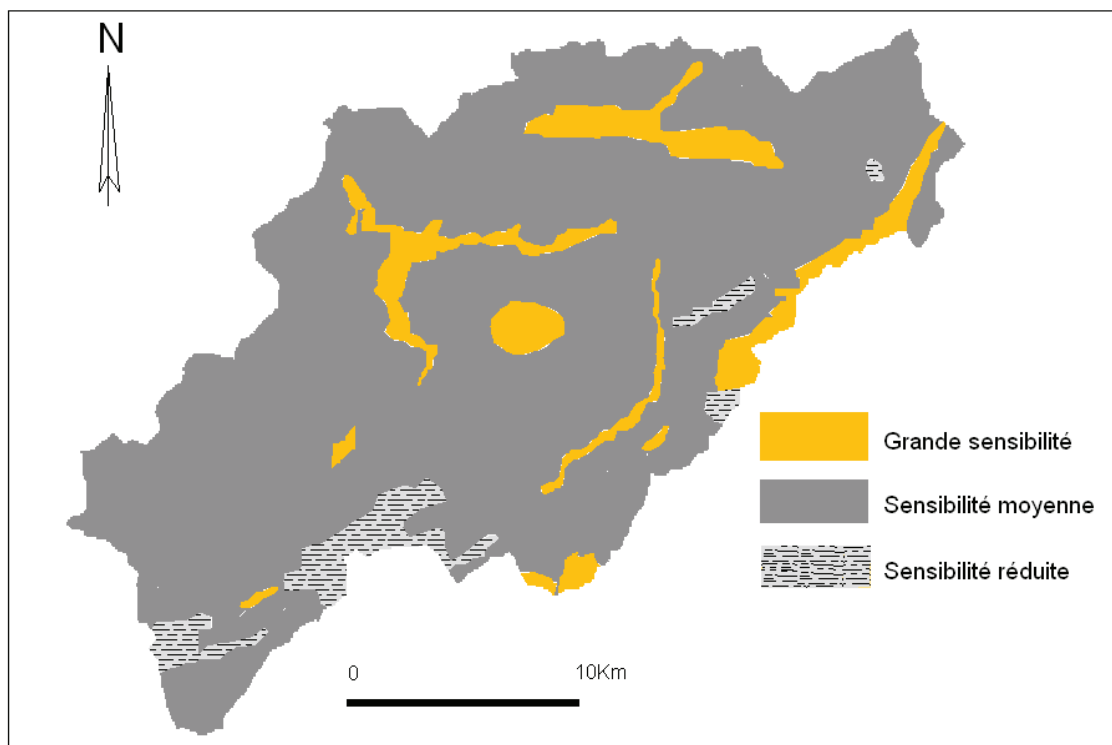 N
Grande sensibilité
Sensibilité moyenne
Sensibilité réduite
0 10Km